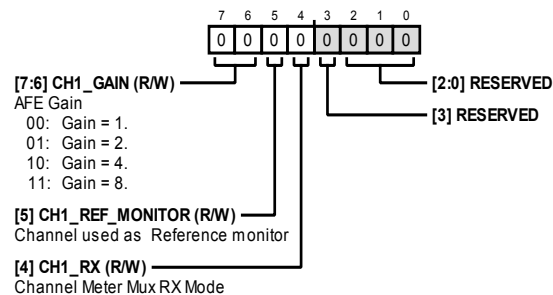 7 6 5 4 3 2 1 0
0 0 0 0 0 0 0 0
[7:6] CH1_GAIN (R/W)
AFE Gain
00: Gain = 1.
01: Gain = 2.
10: Gain = 4.
11: Gain = 8.
[5] CH1_REF_MONITOR (R/W)
Channel used as Reference monitor
[4] CH1_RX (R/W)
Channel Meter Mux RX Mode
[2:0] RESERVED
[3] RESERVED